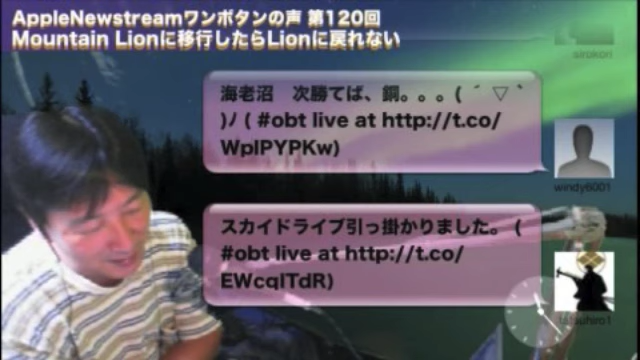 AppleNewstreamワンボタンの声 第120回
Mountain Lionに移行したらLionに戻れない
海老沼　次勝てば、銅。。。( ´ ▽ `
)ﾉ ( #obt live at http://t.co/
WpIPYPKw)
windy6001
スカイドライブ引っ掛かりました。 (
#obt live at http://t.co/
EWcqITdR)